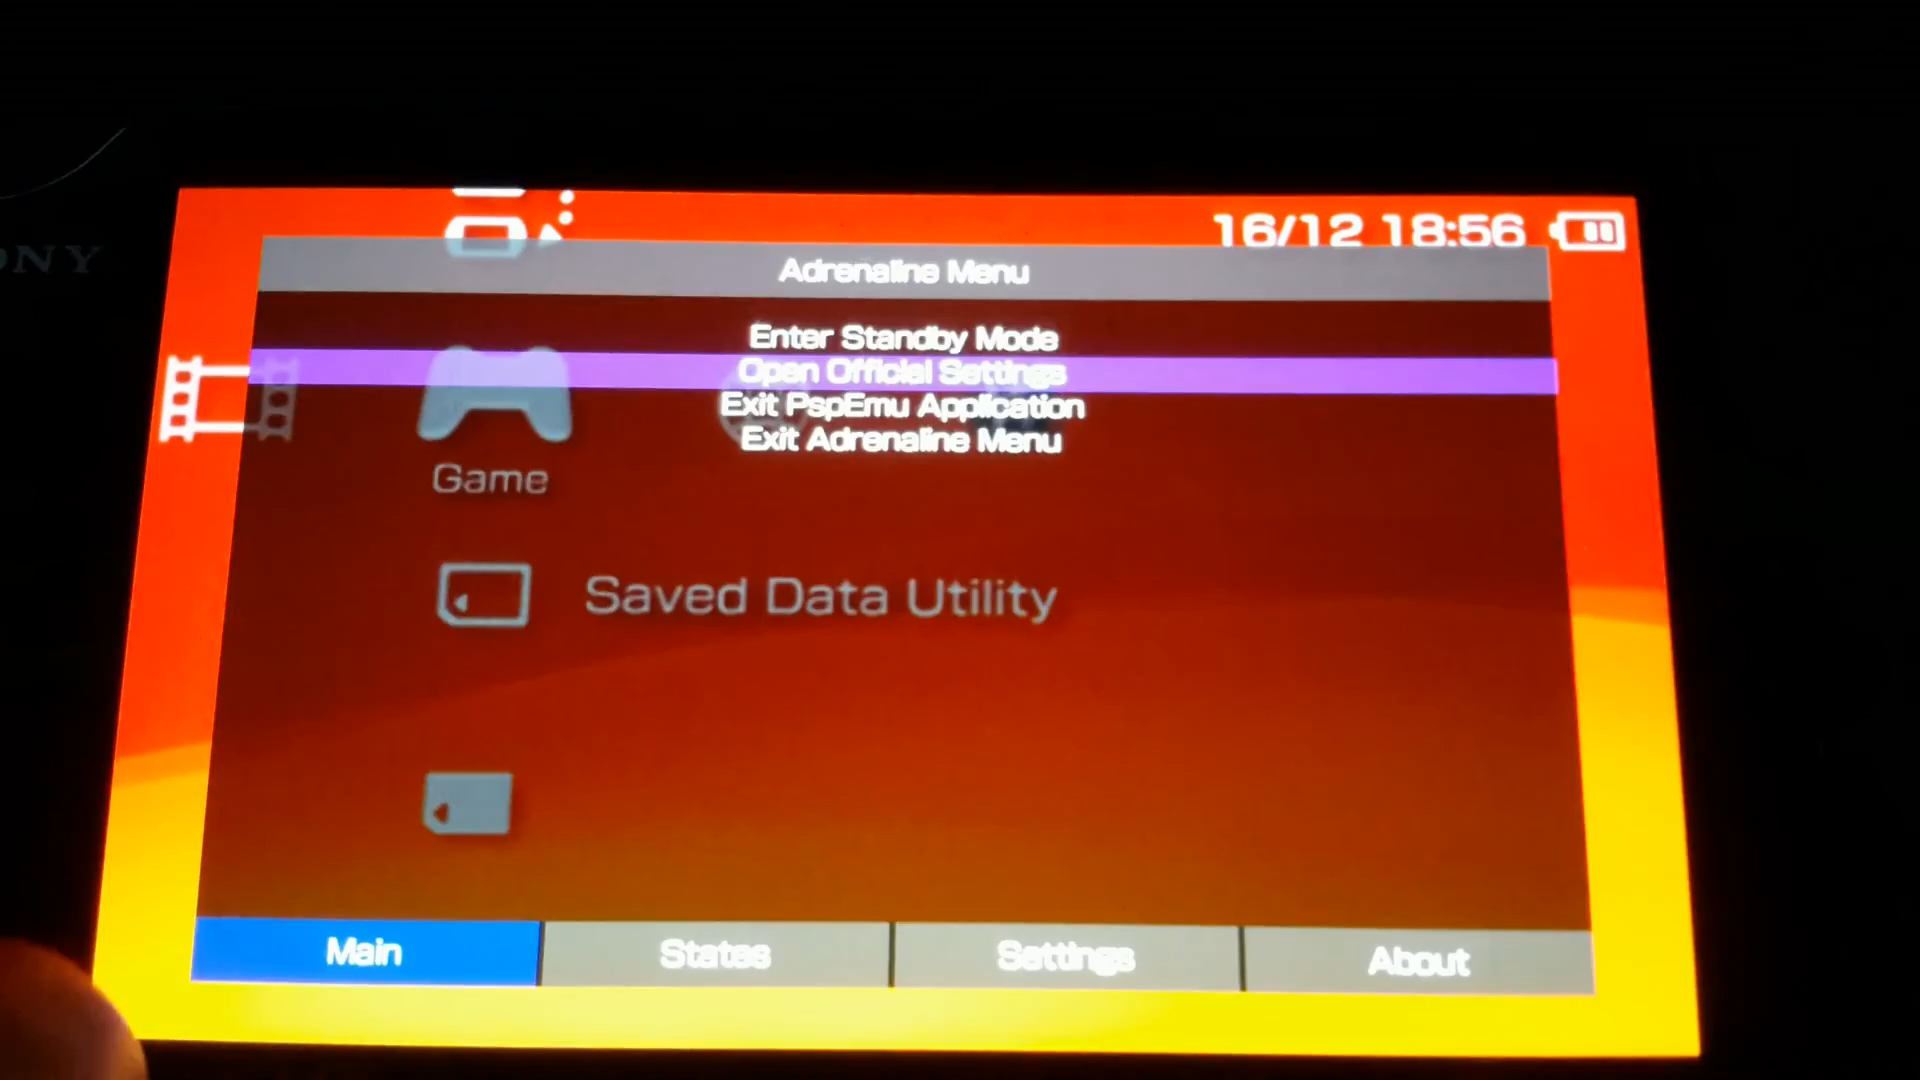 16/12 18:56
ONY
Adrenaline Menu
Enter Standby Mode
Open Official Settings
Exit PspEmu Application
Exit Adrenaline Menu
Game
Saved Data Utility
Main
States
Settings
About